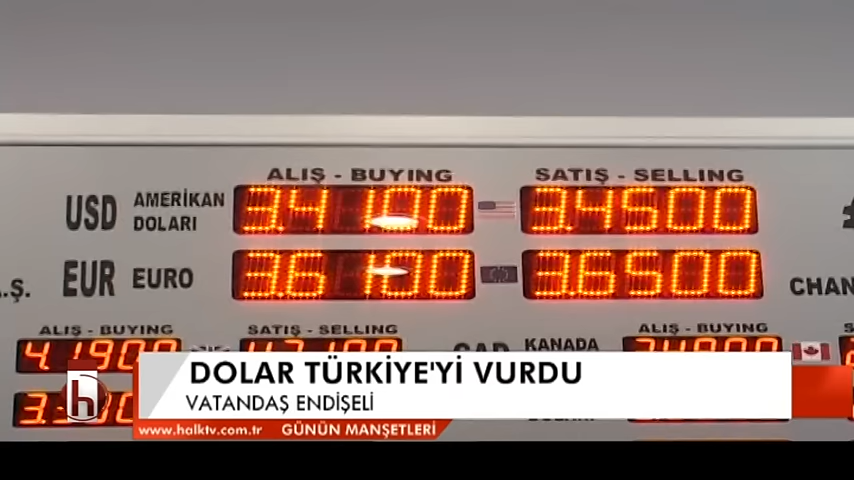 ALIŞ - BUYING
SATIŞ - SELLING
USD
AMERİKAN
DOLARI
3.4100
3.4500
EUR
EURO
3.6100
3.6500
A.Ş.
CHAN
ALIŞ - BUYING
SATIŞ - SELLING
KANADA
ALIŞ - BUYING
4.1900
CAD
h
DOLAR TÜRKİYE'Yİ VURDU
VATANDAŞ ENDİŞELİ
www.halktv.com.tr
GÜNÜN MANŞETLERİ